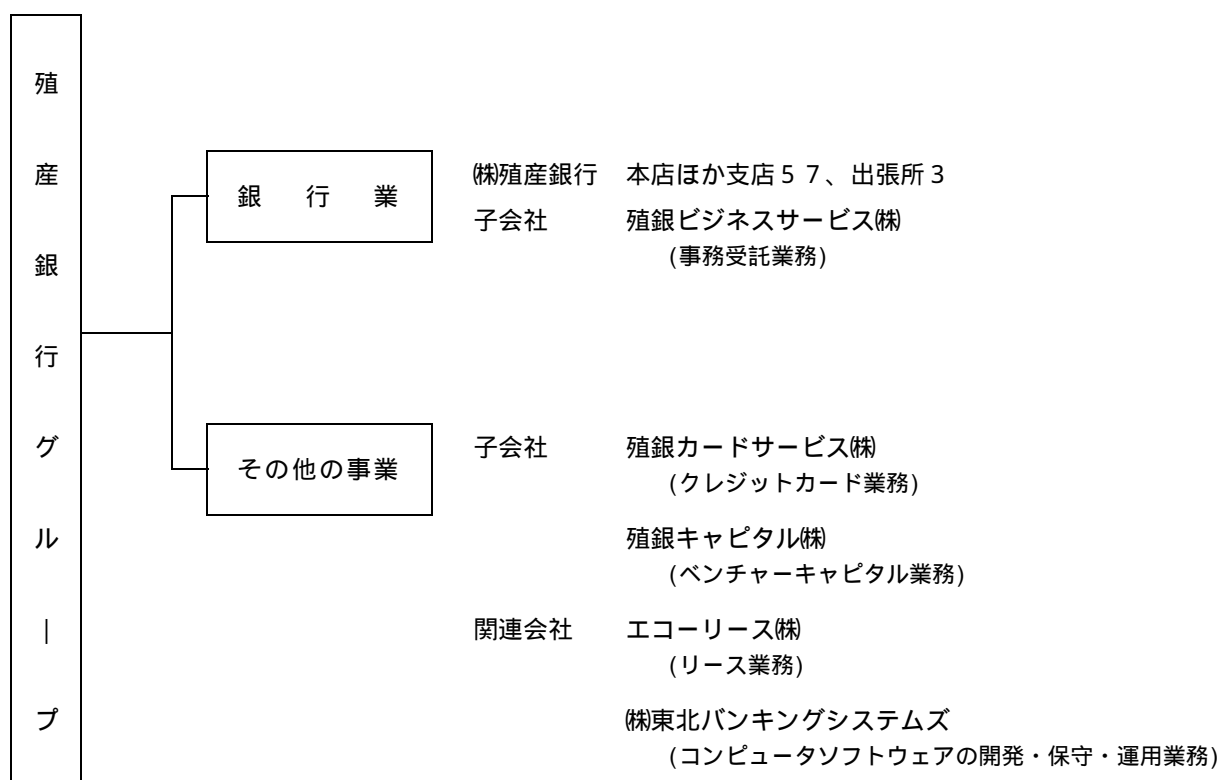 殖産銀行グループ
銀行業
㈱殖産銀行 本店ほか支店57、出張所3
子会社 殖銀ビジネスサービス㈱
(事務受託業務)
その他の事業
子会社 殖銀カードサービス㈱
(クレジットカード業務)
殖銀キャピタル㈱
(ベンチャーキャピタル業務)
関連会社 エコーリース㈱
(リース業務)
㈱東北バンキングシステムズ
(コンピュータソフトウェアの開発・保守・運用業務)